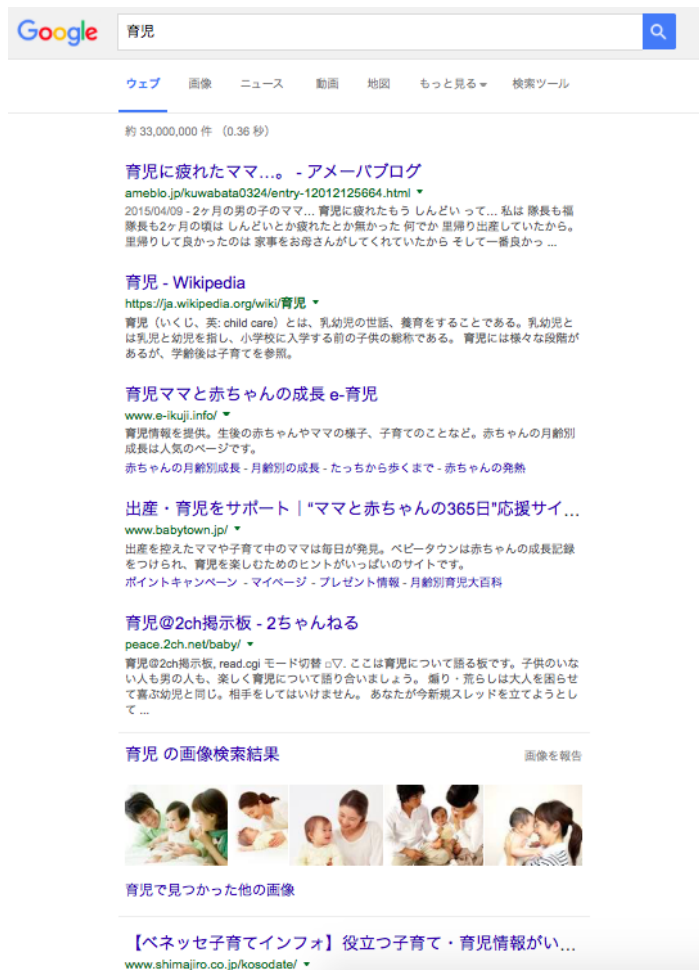 Google
育児
ウェブ 画像 ニュース 動画 地図 もっと見る 検索ツール
約 33,000,000 件 （0.36 秒）
育児に疲れたママ…。 - アメーバブログ
ameblo.jp/kuwabata0324/entry-12012125664.html
2015/04/09 - 2ヶ月の男の子のママ... 育児に疲れたもう しんどい って… 私は 隊長も福
隊長も2ヶ月の頃は しんどいとか疲れたとか無かった 何でか 里帰り出産していたから。
里帰りして良かったのは 家事をお母さんがしてくれていたから そして一番良かっ ...
育児 - Wikipedia
https://ja.wikipedia.org/wiki/育児
育児（いくじ、英: child care）とは、乳幼児の世話、養育をすることである。乳幼児と
は乳児と幼児を指し、小学校に入学する前の子供の総称である。 育児には様々な段階が
あるが、学齢後は子育てを参照。
育児ママと赤ちゃんの成長 e-育児
www.e-ikuji.info/
育児情報を提供。生後の赤ちゃんやママの様子、子育てのことなど。赤ちゃんの月齢別
成長は人気のページです。
赤ちゃんの月齢別成長 - 月齢別の成長 - たっちから歩くまで - 赤ちゃんの発熱
出産・育児をサポート｜“ママと赤ちゃんの365日"応援サイ...
www.babytown.jp/
出産を控えたママや子育て中のママは毎日が発見。ベビータウンは赤ちゃんの成長記録
をつけられ、育児を楽しむためのヒントがいっぱいのサイトです。
ポイントキャンペーン - マイページ - プレゼント情報 - 月齢別育児大百科
育児@2ch掲示板 - 2ちゃんねる
peace.2ch.net/baby/
育児@2ch掲示板, read.cgi モード切替 □▽. ここは育児について語る板です。子供のいな
い人も男の人も、楽しく育児について語り合いましょう。 煽り・荒らしは大人を困らせ
て喜ぶ幼児と同じ。相手をしてはいけません。 あなたが今新規スレッドを立てようとし
て ...
育児 の画像検索結果 画像を報告
育児で見つかった他の画像
【ベネッセ子育てインフォ】役立つ子育て・育児情報がい...
www.shimajiro.co.jp/kosodate/